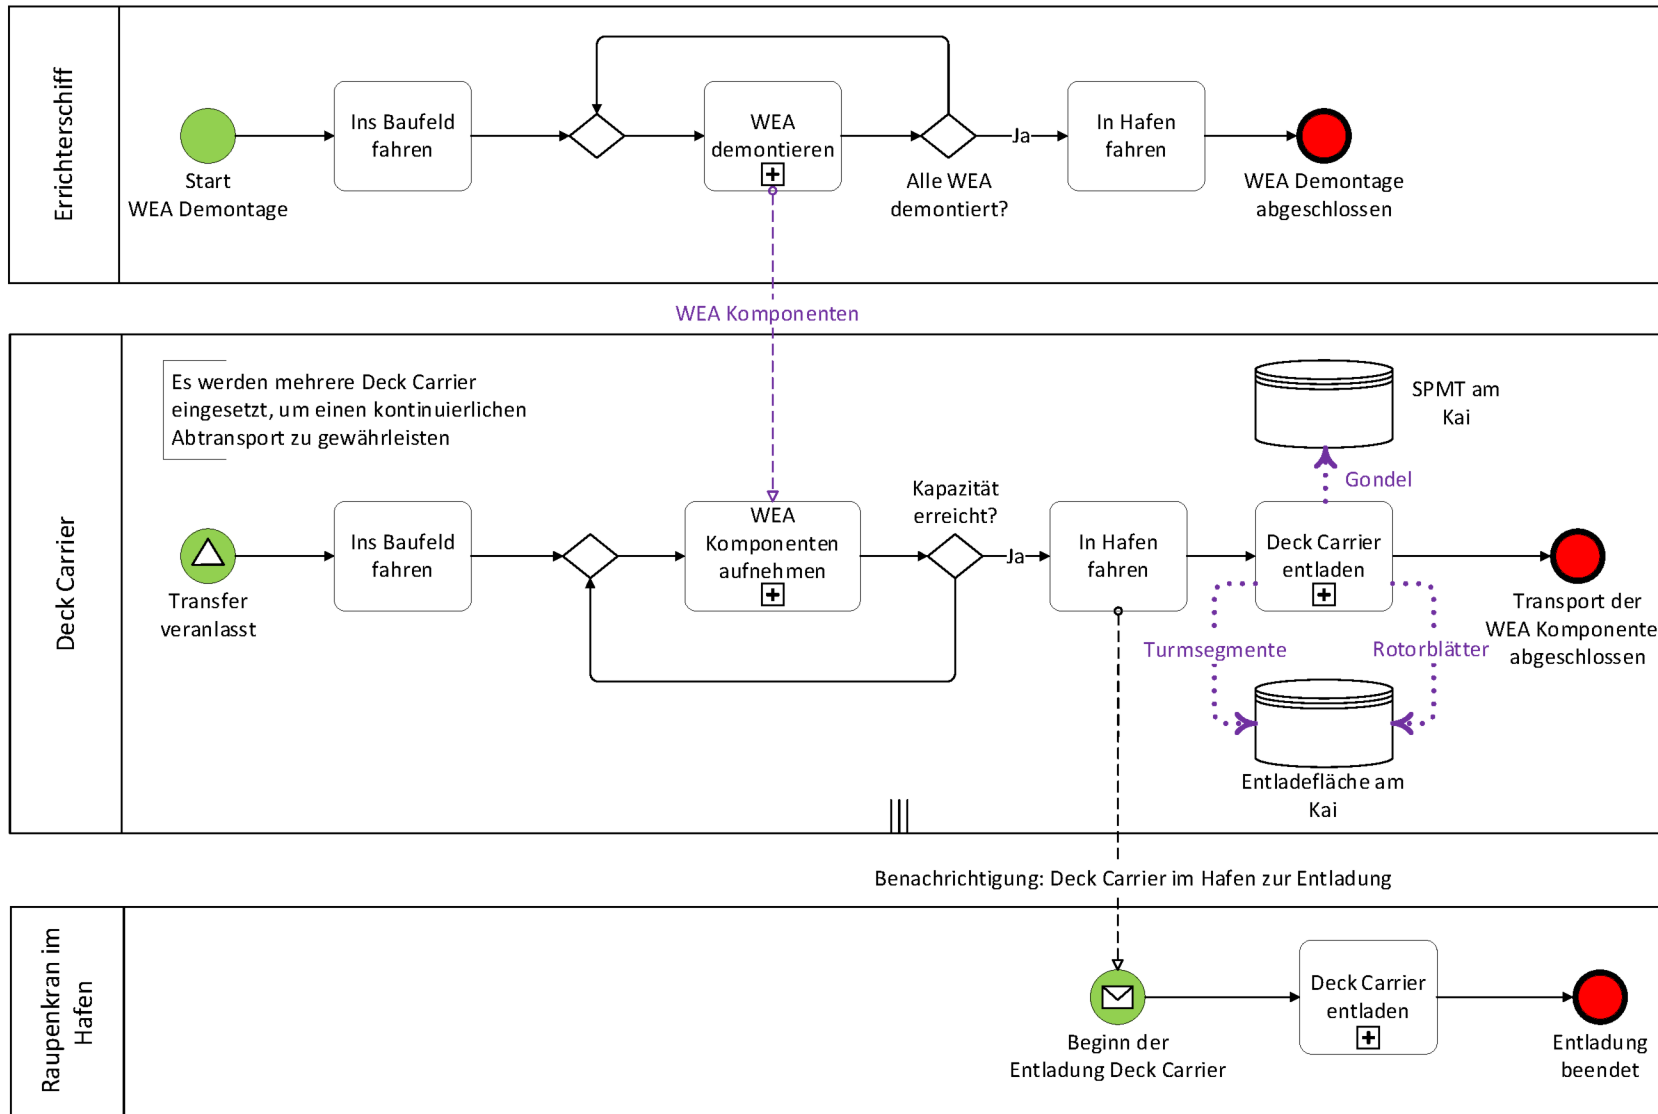 Errichterschiff
Start
WEA Demontage
Ins Baufeld
fahren
WEA
demontieren
Alle WEA
demontiert?
Ja
In Hafen
fahren
WEA Demontage
abgeschlossen
WEA Komponenten
Deck Carrier
Es werden mehrere Deck Carrier
eingesetzt, um einen kontinuierlichen
Abtransport zu gewährleisten
Transfer
veranlasst
Ins Baufeld
fahren
WEA
Komponenten
aufnehmen
Kapazität
erreicht?
Ja
In Hafen
fahren
Deck Carrier
entladen
SPMT am
Kai
Gondel
Turmsegmente
Rotorblätter
Entladefläche am
Kai
Transport der
WEA Komponente
abgeschlossen
Benachrichtigung: Deck Carrier im Hafen zur Entladung
Raupenkran im
Hafen
Beginn der
Entladung Deck Carrier
Deck Carrier
entladen
Entladung
beendet